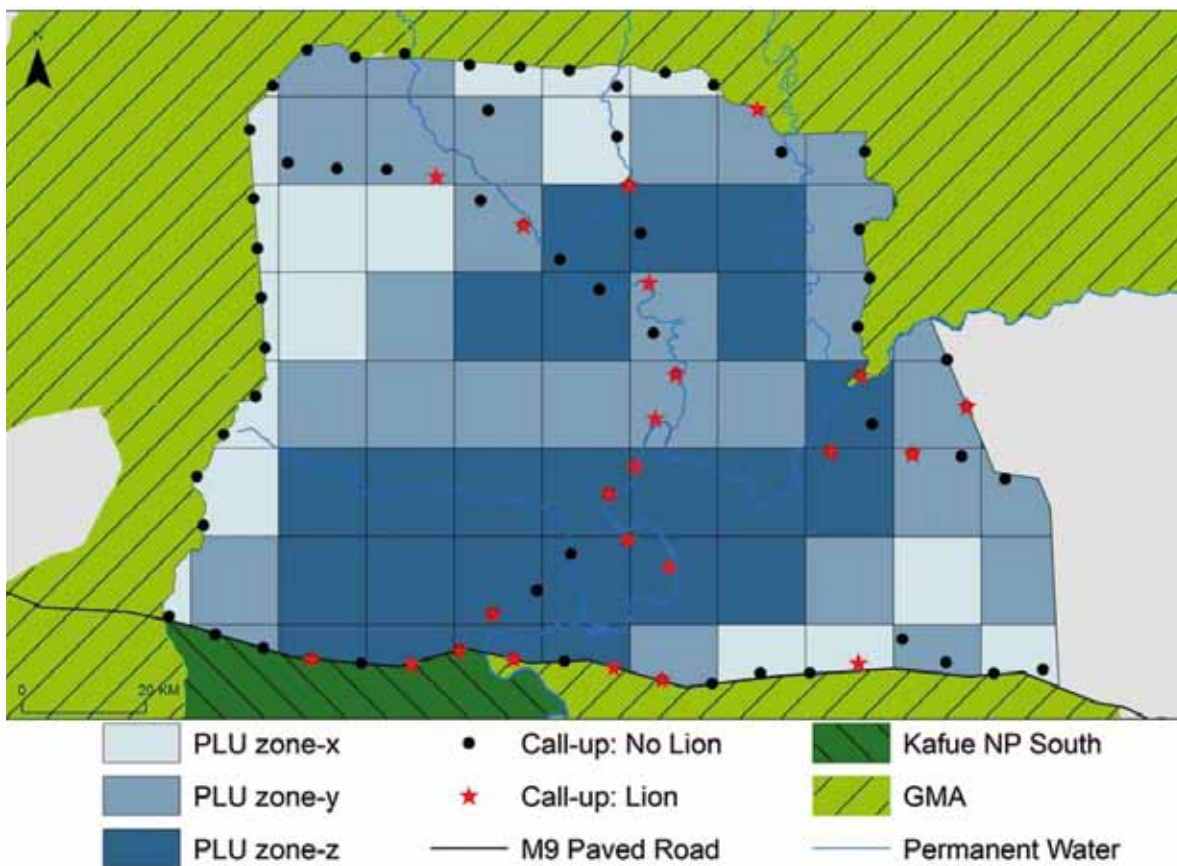 N
0 20 KM
PLU zone-x Call-up: No Lion Kafue NP South
PLU zone-y Call-up: Lion GMA
PLU zone-z M9 Paved Road Permanent Water